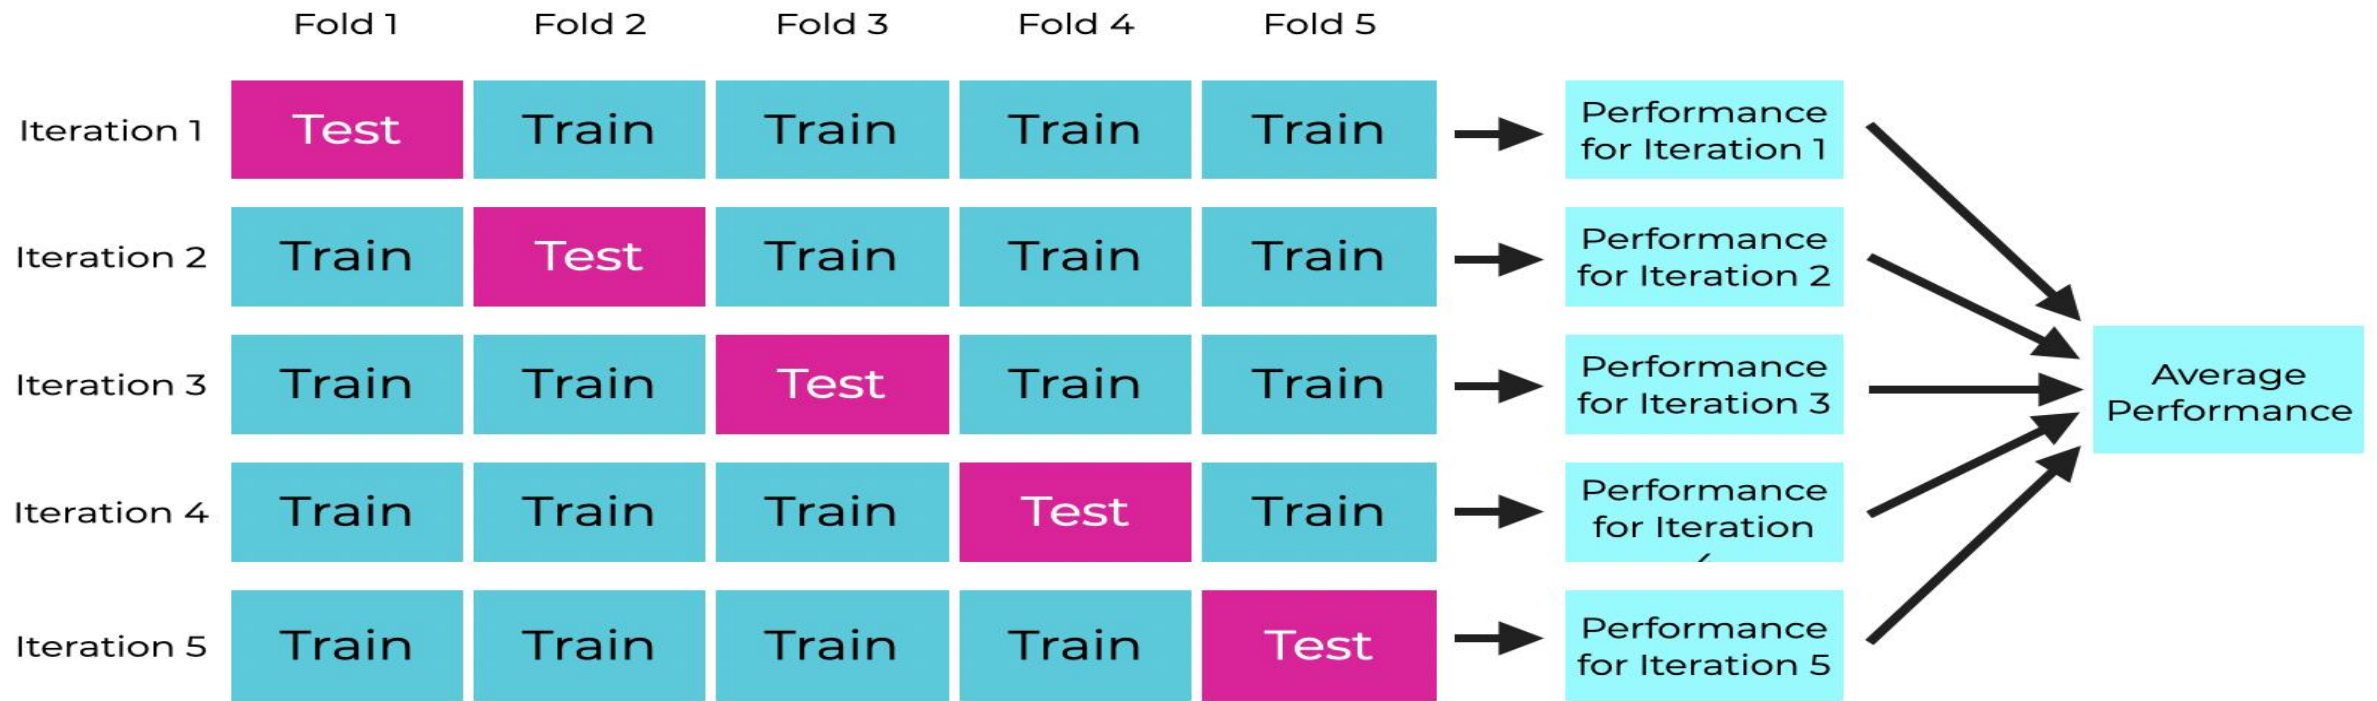 Fold 1 Fold 2 Fold 3 Fold 4 Fold 5
Iteration 1 Test Train Train Train Train Performance
for Iteration 1
Iteration 2 Train Test Train Train Train Performance
for Iteration 2
Iteration 3 Train Train Test Train Train Performance
for Iteration 3
Average
Performance
Iteration 4 Train Train Train Test Train Performance
for Iteration
Iteration 5 Train Train Train Train Test Performance
for Iteration 5